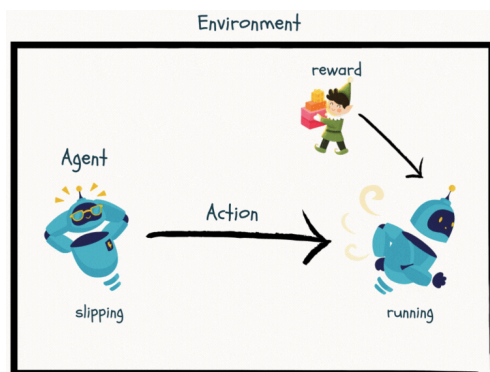 Environment
reward
Agent
Action
slipping
running